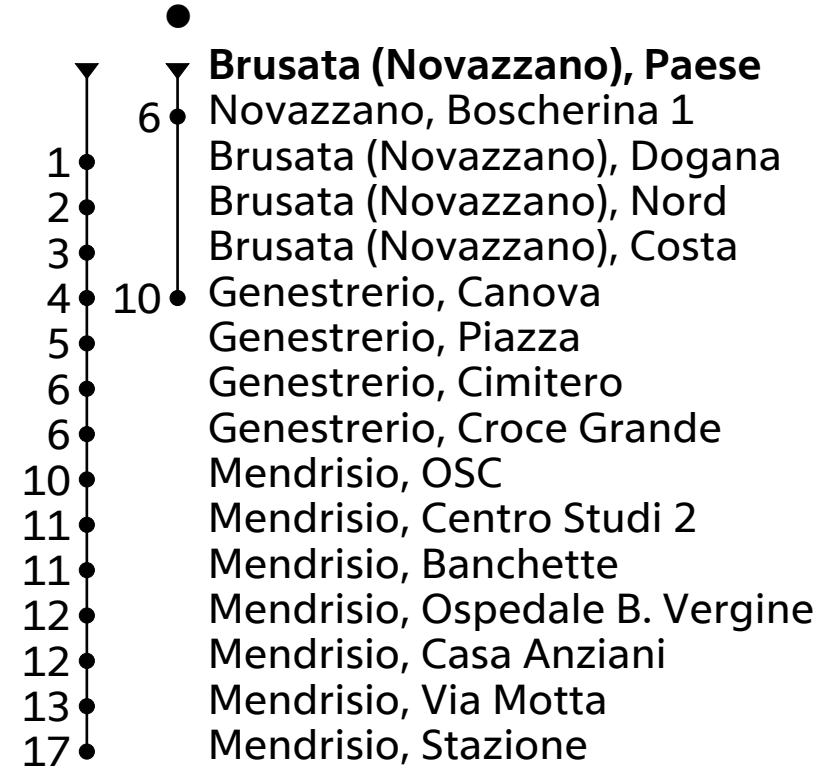 Brusata (Novazzano), Paese
6 Novazzano, Boscherina 1
1 Brusata (Novazzano), Dogana
2 Brusata (Novazzano), Nord
3 Brusata (Novazzano), Costa
4 10 Genestrerio, Canova
5 Genestrerio, Piazza
6 Genestrerio, Cimitero
6 Genestrerio, Croce Grande
10 Mendrisio, OSC
11 Mendrisio, Centro Studi 2
11 Mendrisio, Banchette
12 Mendrisio, Ospedale B. Vergine
12 Mendrisio, Casa Anziani
13 Mendrisio, Via Motta
17 Mendrisio, Stazione